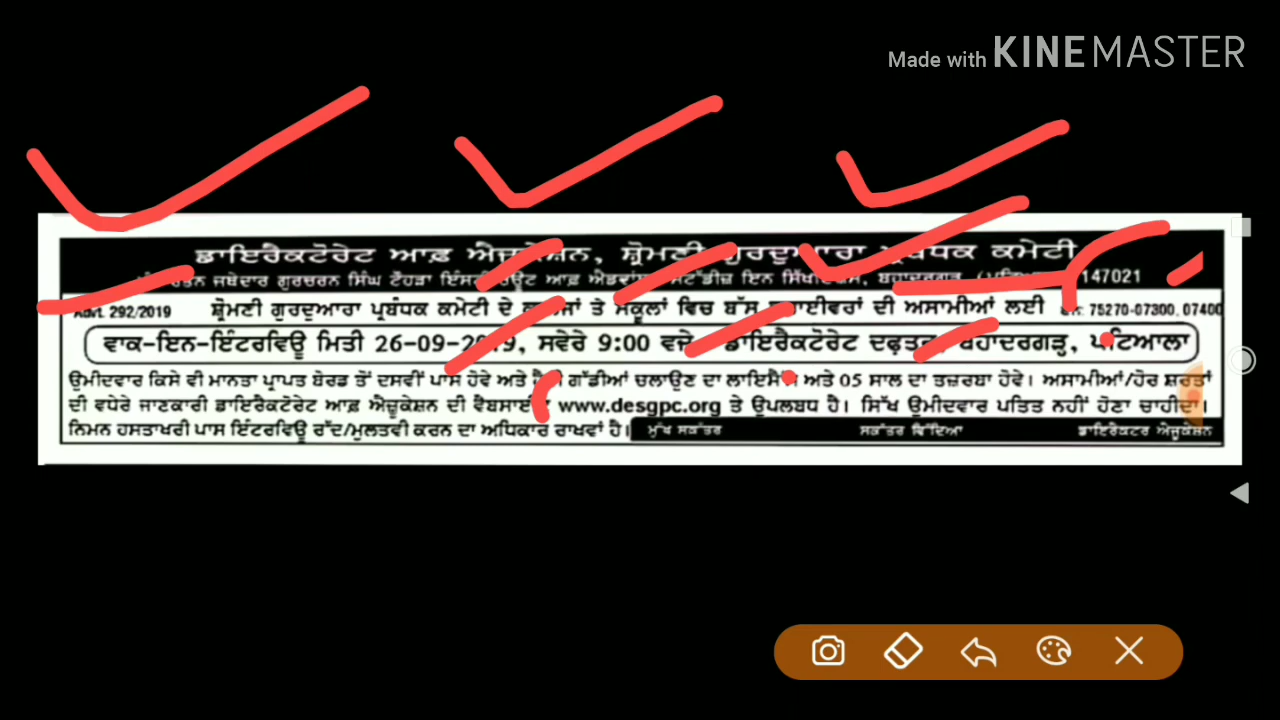 Made with KINEMASTER
ਡਾਇਰੈਕਟੋਰੇਟ ਆਫ਼ ਐਜੂਕੇਸ਼ਨ, ਸ਼੍ਰੋਮਣੀ ਗੁਰਦੁਆਰਾ ਪ੍ਰਬੰਧਕ ਕਮੇਟੀ
ਜਥੇਦਾਰ ਗੁਰਚਰਨ ਸਿੰਘ ਟੌਹੜਾ ਆਫ਼ ਇਨ ਬਹਾਦਰਗੜ੍ਹ 147021
Advt. 292/2019 ਸ਼੍ਰੋਮਣੀ ਗੁਰਦੁਆਰਾ ਪ੍ਰਬੰਧਕ ਕਮੇਟੀ ਦੇ ਕਾਲਜਾਂ ਤੇ ਸਕੂਲਾਂ ਵਿਚ ਬੱਸ ਡਰਾਈਵਰਾਂ ਦੀ ਅਸਾਮੀਆਂ ਲਈ 75270-07300, 07400
ਵਾਕ-ਇਨ-ਇੰਟਰਵਿਊ ਮਿਤੀ 26-09-2019, ਸਵੇਰੇ 9:00 ਵਜੇ ਡਾਇਰੈਕਟੋਰੇਟ ਦਫ਼ਤਰ, ਬਹਾਦਰਗੜ੍ਹ, ਪਟਿਆਲਾ
ਉਮੀਦਵਾਰ ਕਿਸੇ ਵੀ ਮਾਨਤਾ ਪ੍ਰਾਪਤ ਬੋਰਡ ਤੋਂ ਦਸਵੀਂ ਪਾਸ ਹੋਵੇ ਅਤੇ ਹੈਵੀ ਗੱਡੀਆਂ ਚਲਾਉਣ ਦਾ ਲਾਇਸੈਂਸ ਅਤੇ 05 ਸਾਲ ਦਾ ਤਜ਼ਰਬਾ ਹੋਵੇ। ਅਸਾਮੀਆਂ/ਹੋਰ ਸ਼ਰਤਾਂ
ਦੀ ਵਧੇਰੇ ਜਾਣਕਾਰੀ ਡਾਇਰੈਕਟੋਰੇਟ ਆਫ਼ ਐਜੂਕੇਸ਼ਨ ਦੀ ਵੈਬਸਾਈਟ www.desgpc.org ਤੇ ਉਪਲਬਧ ਹੈ। ਸਿੱਖ ਉਮੀਦਵਾਰ ਪਤਿਤ ਨਹੀਂ ਹੋਣਾ ਚਾਹੀਦਾ।
ਨਿਮਨ ਹਸਤਾਖਰੀ ਪਾਸ ਇੰਟਰਵਿਊ ਰੱਦ/ਮੁਲਤਵੀ ਕਰਨ ਦਾ ਅਧਿਕਾਰ ਰਾਖਵਾਂ ਹੈ। ਮੁੱਖ ਸਕੱਤਰ ਸਕੱਤਰ ਵਿੱਦਿਆ ਡਾਇਰੈਕਟਰ ਐਜੂਕੇਸ਼ਨ